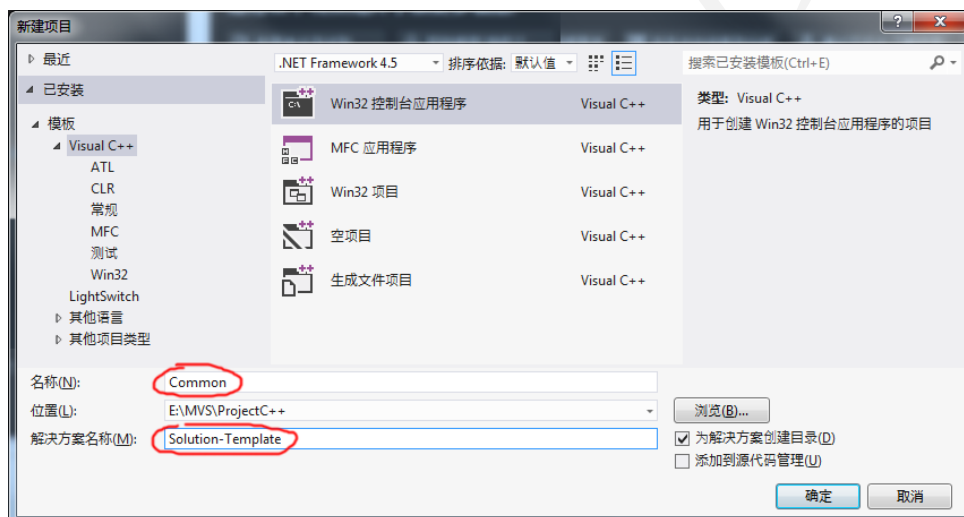 新建项目
最近
.NET Framework 4.5 排序依据: 默认值
搜索已安装模板(Ctrl+E)
已安装
模板
Visual C++
ATL
CLR
常规
MFC
测试
Win32
LightSwitch
其他语言
其他项目类型
Win32 控制台应用程序 Visual C++
MFC 应用程序 Visual C++
Win32 项目 Visual C++
空项目 Visual C++
生成文件项目 Visual C++
类型: Visual C++
用于创建 Win32 控制台应用程序的项目
名称(N): Common
位置(L): E:\MVS\ProjectC++ 浏览(B)...
解决方案名称(M): Solution-Template 为解决方案创建目录(D)
添加到源代码管理(U)
确定 取消